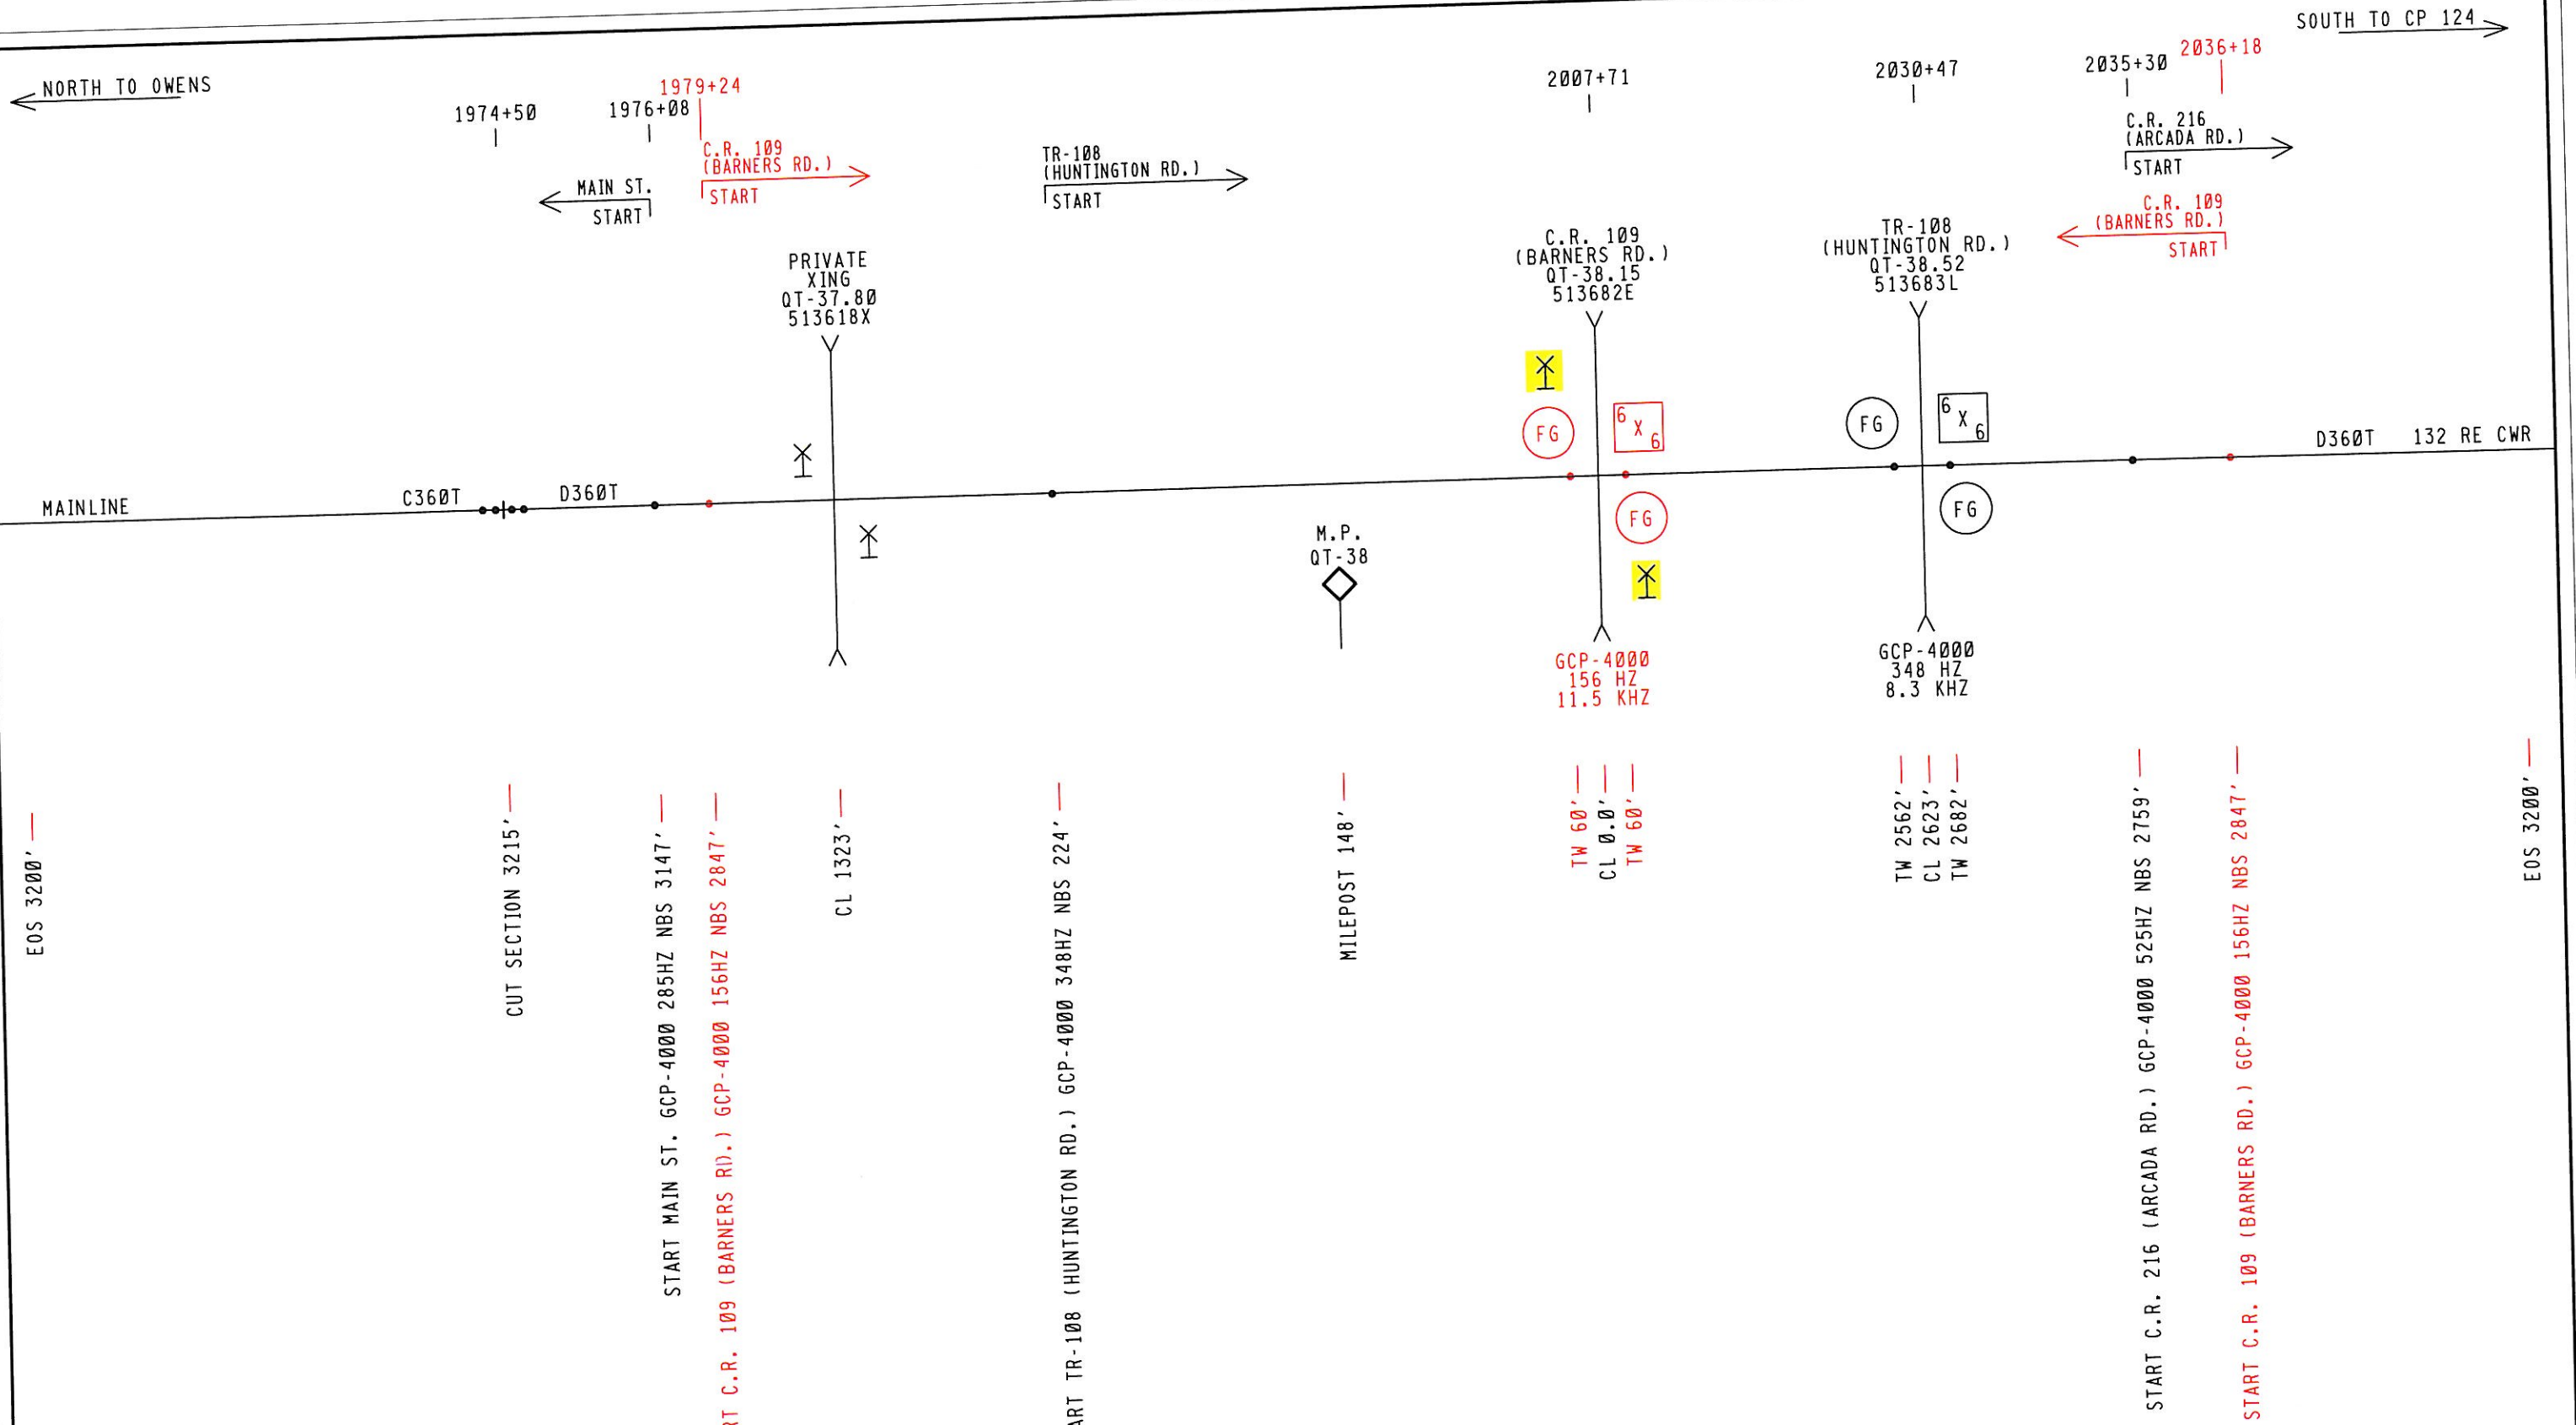 SOUTH TO CP 124
NORTH TO OWENS
1974+50
1976+08
1979+24
2007+71
2030+47
2035+30
2036+18
MAIN ST.
START
C.R. 109
(BARNERS RD.)
START
TR-108
(HUNTINGTON RD.)
START
C.R. 216
(ARCADA RD.)
START
C.R. 109
(BARNERS RD.)
START
PRIVATE
XING
QT-37.80
513618X
C.R. 109
(BARNERS RD.)
QT-38.15
513682E
TR-108
(HUNTINGTON RD.)
QT-38.52
513683L
FG
6 X 6
FG
6 X 6
MAINLINE
C360T
D360T
D360T 132 RE CWR
FG
FG
M.P.
QT-38
GCP-4000
156 HZ
11.5 KHZ
GCP-4000
348 HZ
8.3 KHZ
EOS 3200'
CUT SECTION 3215'
START MAIN ST. GCP-4000 285HZ NBS 3147'
RT C.R. 109 (BARNERS RD.) GCP-4000 156HZ NBS 2847'
CL 1323'
ART TR-108 (HUNTINGTON RD.) GCP-4000 348HZ NBS 224'
MILEPOST 148'
TW 60'
CL 0.0'
TW 60'
TW 2562'
CL 2623'
TW 2682'
START C.R. 216 (ARCADA RD.) GCP-4000 525HZ NBS 2759'
START C.R. 109 (BARNERS RD.) GCP-4000 156HZ NBS 2847'
EOS 3200'